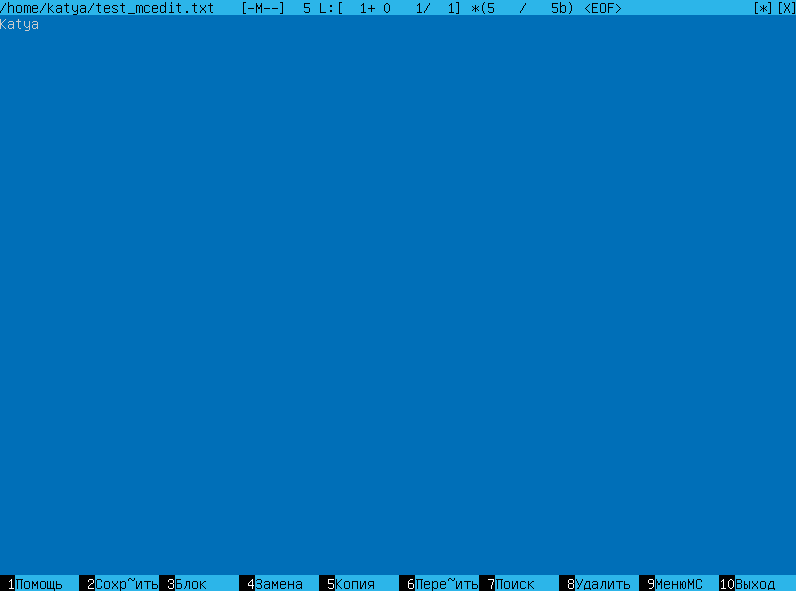 /home/katya/test_mcedit.txt   [-M--]  5 L:[  1+ 0   1/  1] *(5   /   5b) <EOF>                [*][X]
Katya
1Помощь  2Сохр~ить 3Блок    4Замена  5Копия   6Пере~ить 7Поиск   8Удалить  9МенюMC  10Выход